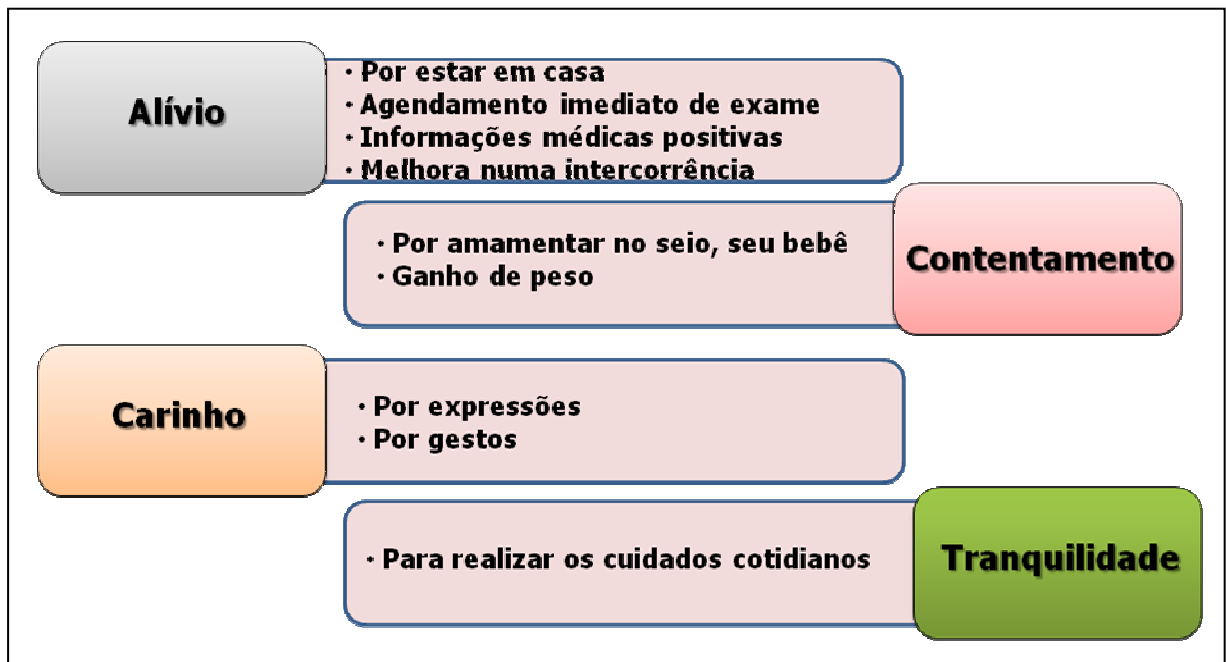 Alívio
· Por estar em casa
· Agendamento imediato de exame
· Informações médicas positivas
· Melhora numa intercorrência
· Por amamentar no seio, seu bebê
· Ganho de peso
Contentamento
Carinho
· Por expressões
· Por gestos
· Para realizar os cuidados cotidianos
Tranquilidade